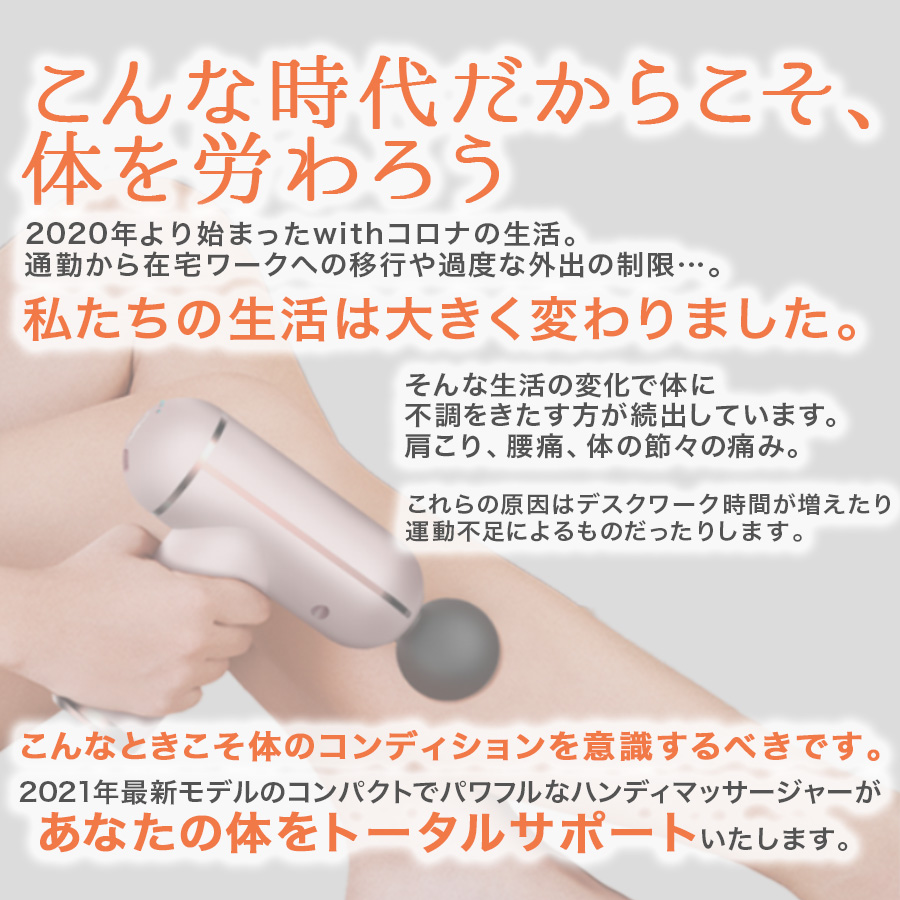 こんな時代だからこそ、
体を労わろう
2020年より始まったwithコロナの生活。
通勤から在宅ワークへの移行や過度な外出の制限…。
私たちの生活は大きく変わりました。
そんな生活の変化で体に
不調をきたす方が続出しています。
肩こり、腰痛、体の節々の痛み。
これらの原因はデスクワーク時間が増えたり
運動不足によるものだったりします。
こんなときこそ体のコンディションを意識するべきです。
2021年最新モデルのコンパクトでパワフルなハンディマッサージャーが
あなたの体をトータルサポートいたします。